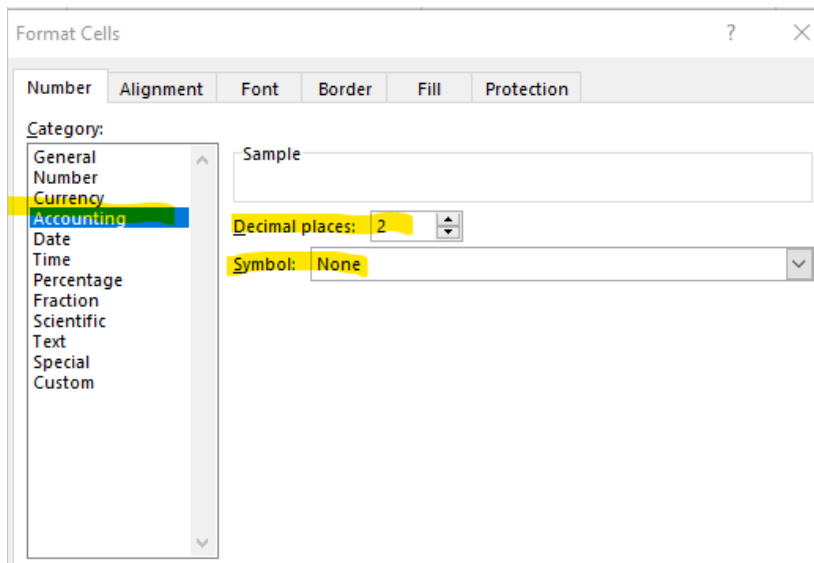 Format Cells ? ×
Number Alignment Font Border Fill Protection
Category:
General
Number
Currency
Accounting
Date
Time
Percentage
Fraction
Scientific
Text
Special
Custom
Sample
Decimal places: 2
Symbol: None